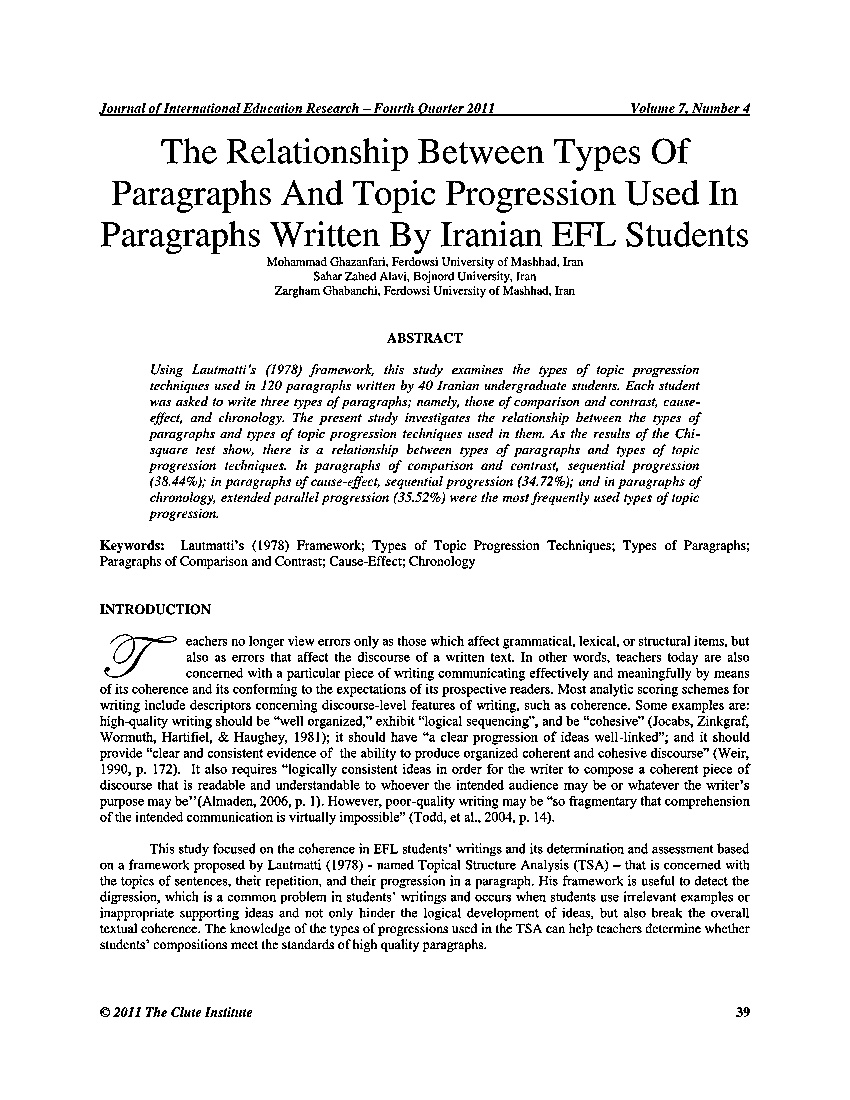 Journal of International Education Research – Fourth Quarter 2011 Volume 7, Number 4
The Relationship Between Types Of
Paragraphs And Topic Progression Used In
Paragraphs Written By Iranian EFL Students
Mohammad Ghazanfari, Ferdowsi University of Mashhad, Iran
Sahar Zahed Alavi, Bojnord University, Iran
Zargham Ghabanchi, Ferdowsi University of Mashhad, Iran
ABSTRACT
Using Lautmatti's (1978) framework, this study examines the types of topic progression
techniques used in 120 paragraphs written by 40 Iranian undergraduate students. Each student
was asked to write three types of paragraphs; namely, those of comparison and contrast, cause-
effect, and chronology. The present study investigates the relationship between the types of
paragraphs and types of topic progression techniques used in them. As the results of the Chi-
square test show, there is a relationship between types of paragraphs and types of topic
progression techniques. In paragraphs of comparison and contrast, sequential progression
(38.44%); in paragraphs of cause-effect, sequential progression (34.72%); and in paragraphs of
chronology, extended parallel progression (35.52%) were the most frequently used types of topic
progression.
Keywords: Lautmatti's (1978) Framework; Types of Topic Progression Techniques; Types of Paragraphs;
Paragraphs of Comparison and Contrast; Cause-Effect; Chronology
INTRODUCTION
Teachers no longer view errors only as those which affect grammatical, lexical, or structural items, but
also as errors that affect the discourse of a written text. In other words, teachers today are also
concerned with a particular piece of writing communicating effectively and meaningfully by means
of its coherence and its conforming to the expectations of its prospective readers. Most analytic scoring schemes for
writing include descriptors concerning discourse-level features of writing, such as coherence. Some examples are:
high-quality writing should be “well organized,” exhibit “logical sequencing”, and be “cohesive” (Jocabs, Zinkgraf,
Wormuth, Hartifiel, & Haughey, 1981); it should have “a clear progression of ideas well-linked”; and it should
provide “clear and consistent evidence of the ability to produce organized coherent and cohesive discourse” (Weir,
1990, p. 172). It also requires “logically consistent ideas in order for the writer to compose a coherent piece of
discourse that is readable and understandable to whoever the intended audience may be or whatever the writer's
purpose may be”(Almaden, 2006, p. 1). However, poor-quality writing may be “so fragmentary that comprehension
of the intended communication is virtually impossible” (Todd, et al., 2004, p. 14).
This study focused on the coherence in EFL students' writings and its determination and assessment based
on a framework proposed by Lautmatti (1978) - named Topical Structure Analysis (TSA) – that is concerned with
the topics of sentences, their repetition, and their progression in a paragraph. His framework is useful to detect the
digression, which is a common problem in students' writings and occurs when students use irrelevant examples or
inappropriate supporting ideas and not only hinder the logical development of ideas, but also break the overall
textual coherence. The knowledge of the types of progressions used in the TSA can help teachers determine whether
students' compositions meet the standards of high quality paragraphs.
© 2011 The Clute Institute 39